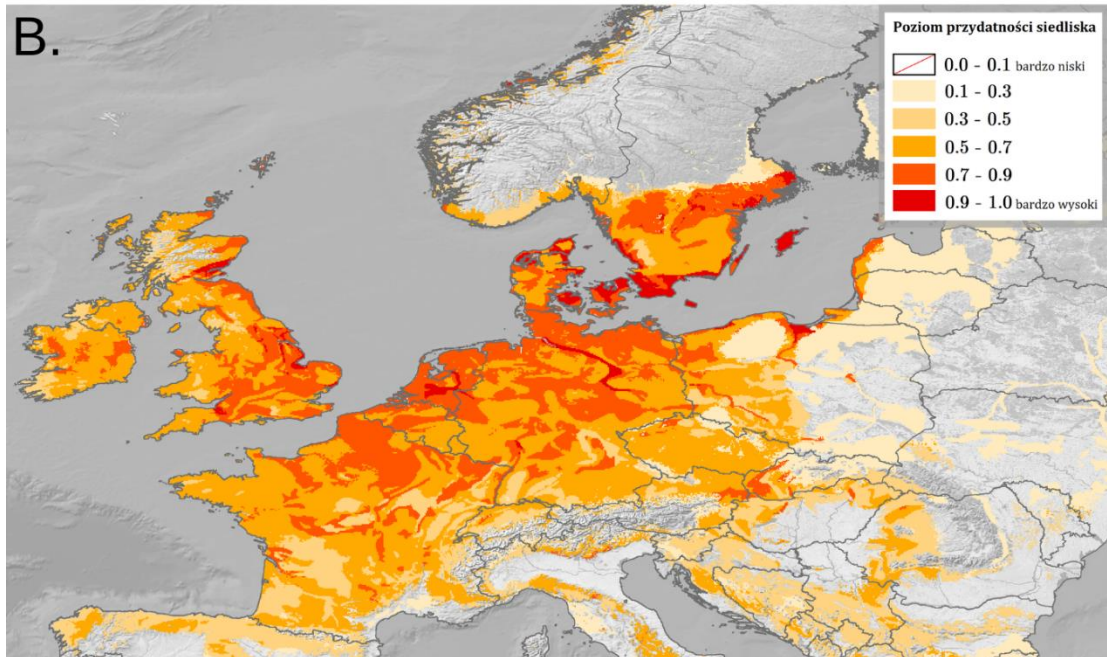 B.
Poziom przydatności siedliska
0.0 - 0.1 bardzo niski
0.1 - 0.3
0.3 - 0.5
0.5 - 0.7
0.7 - 0.9
0.9 - 1.0 bardzo wysoki